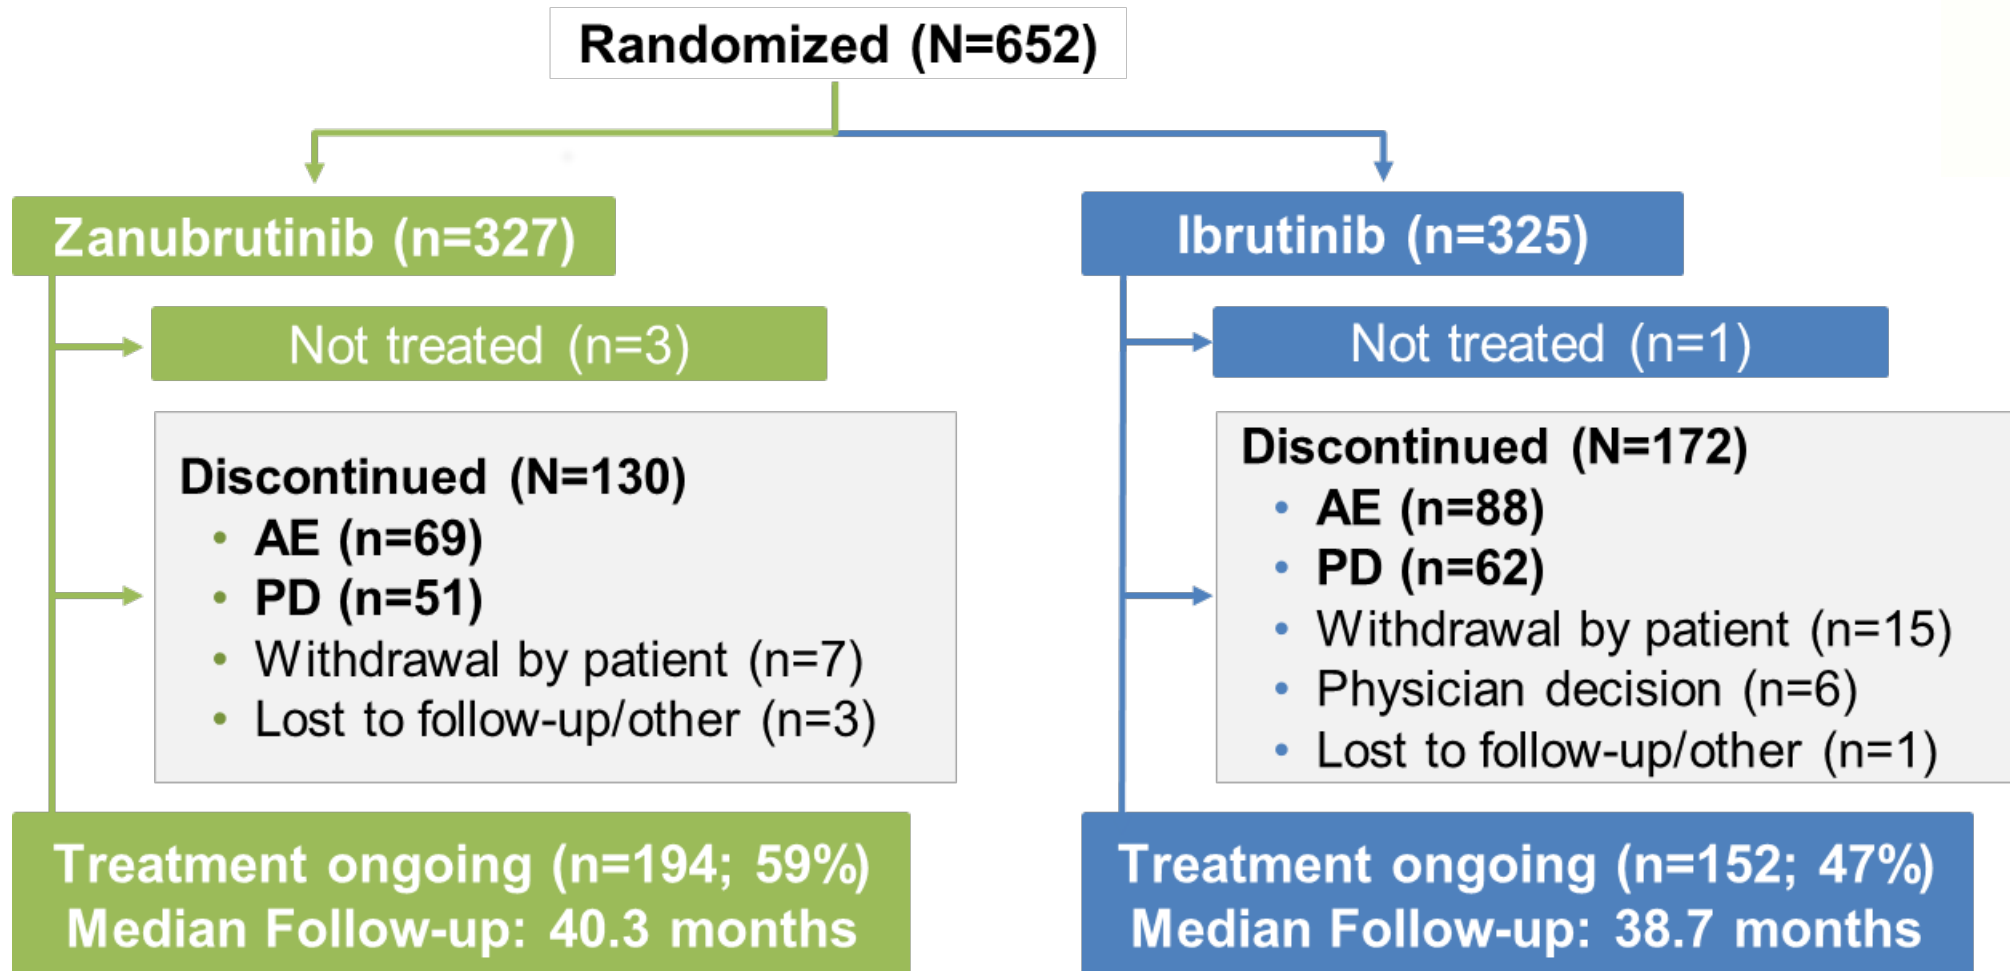 Randomized (N=652)
Zanubrutinib (n=327)
Not treated (n=3)
Discontinued (N=130)
• AE (n=69)
• PD (n=51)
• Withdrawal by patient (n=7)
• Lost to follow-up/other (n=3)
Treatment ongoing (n=194; 59%)
Median Follow-up: 40.3 months
Ibrutinib (n=325)
Not treated (n=1)
Discontinued (N=172)
• AE (n=88)
• PD (n=62)
• Withdrawal by patient (n=15)
• Physician decision (n=6)
• Lost to follow-up/other (n=1)
Treatment ongoing (n=152; 47%)
Median Follow-up: 38.7 months